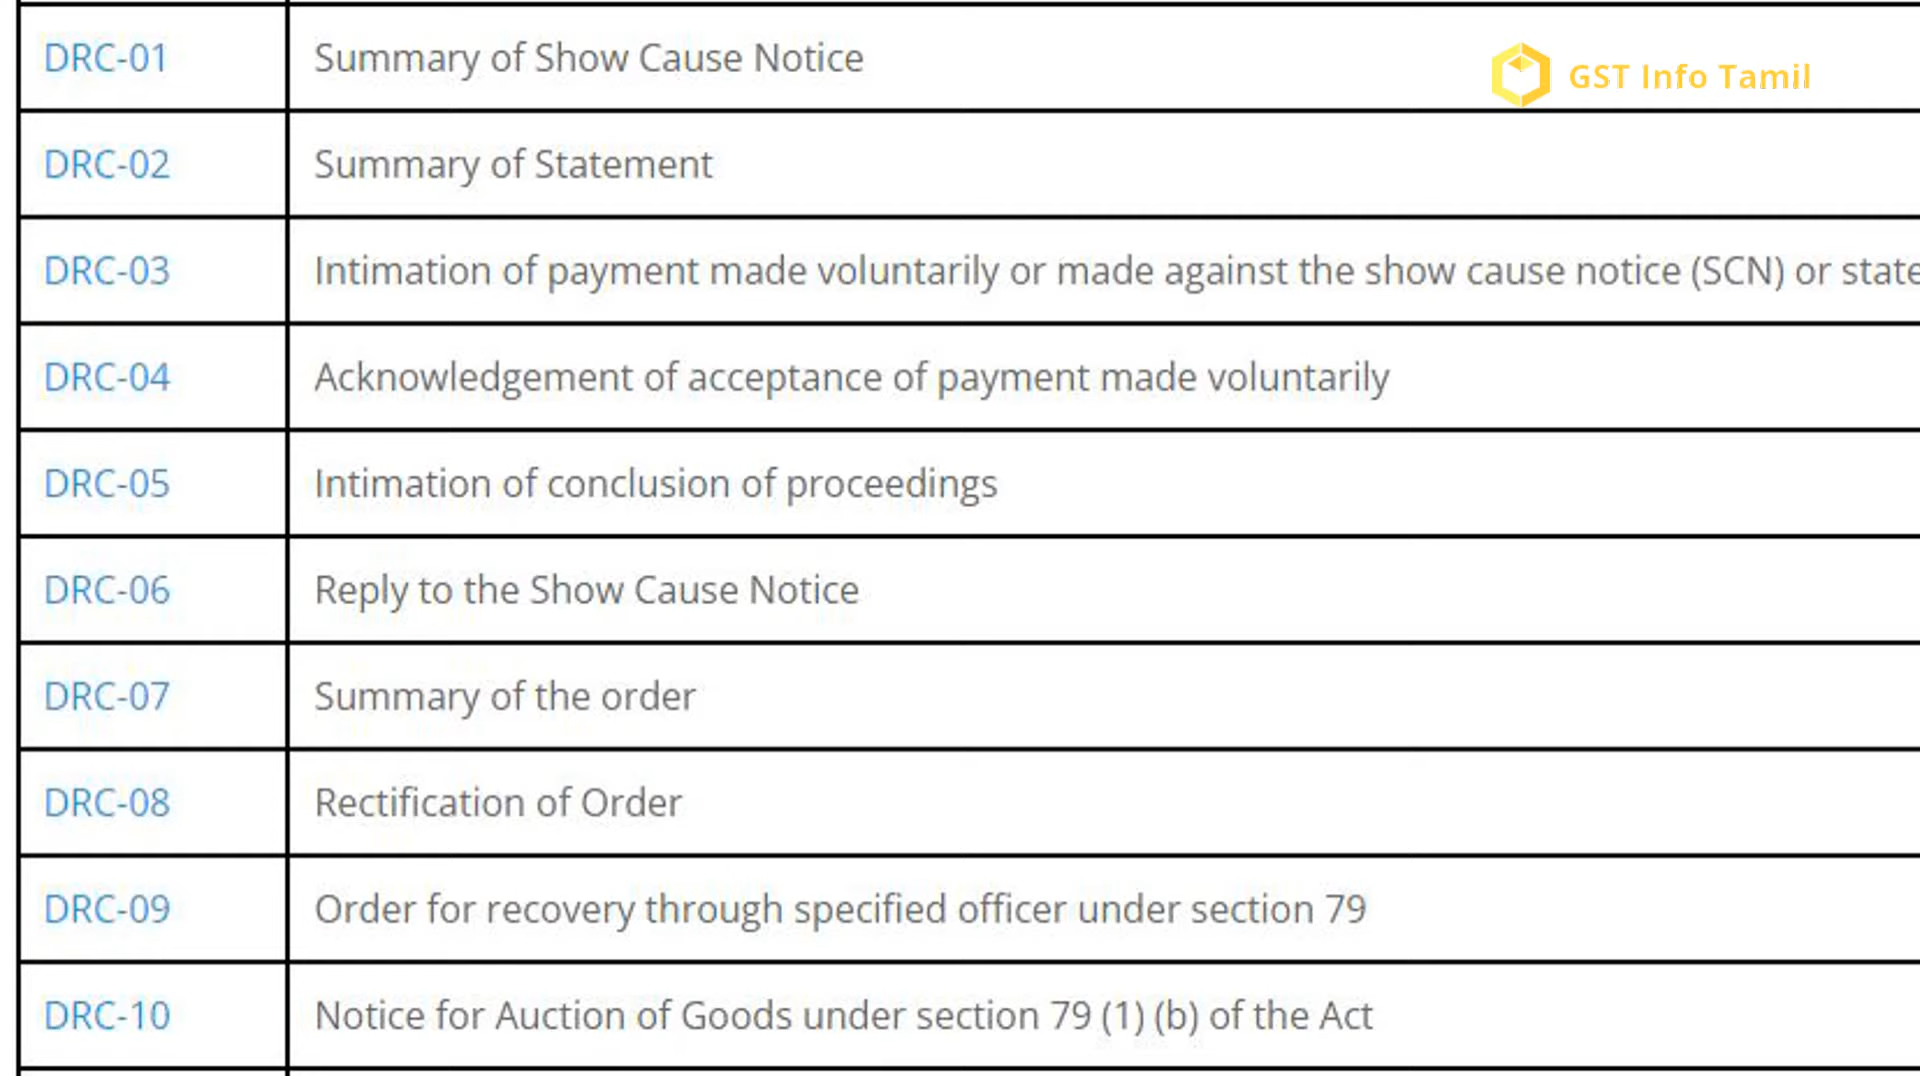 DRC-01 Summary of Show Cause Notice
GST Info Tamil
DRC-02 Summary of Statement
DRC-03 Intimation of payment made voluntarily or made against the show cause notice (SCN) or state
DRC-04 Acknowledgement of acceptance of payment made voluntarily
DRC-05 Intimation of conclusion of proceedings
DRC-06 Reply to the Show Cause Notice
DRC-07 Summary of the order
DRC-08 Rectification of Order
DRC-09 Order for recovery through specified officer under section 79
DRC-10 Notice for Auction of Goods under section 79 (1) (b) of the Act